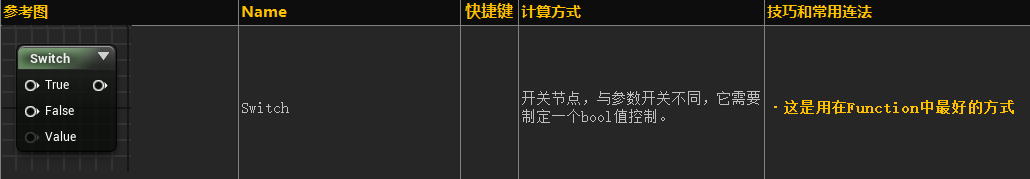 参考图 Name 快捷键 计算方式 技巧和常用连法
Switch
True
False
Value
Switch
开关节点，与参数开关不同，它需要
制定一个bool值控制。
·这是用在Function中最好的方式